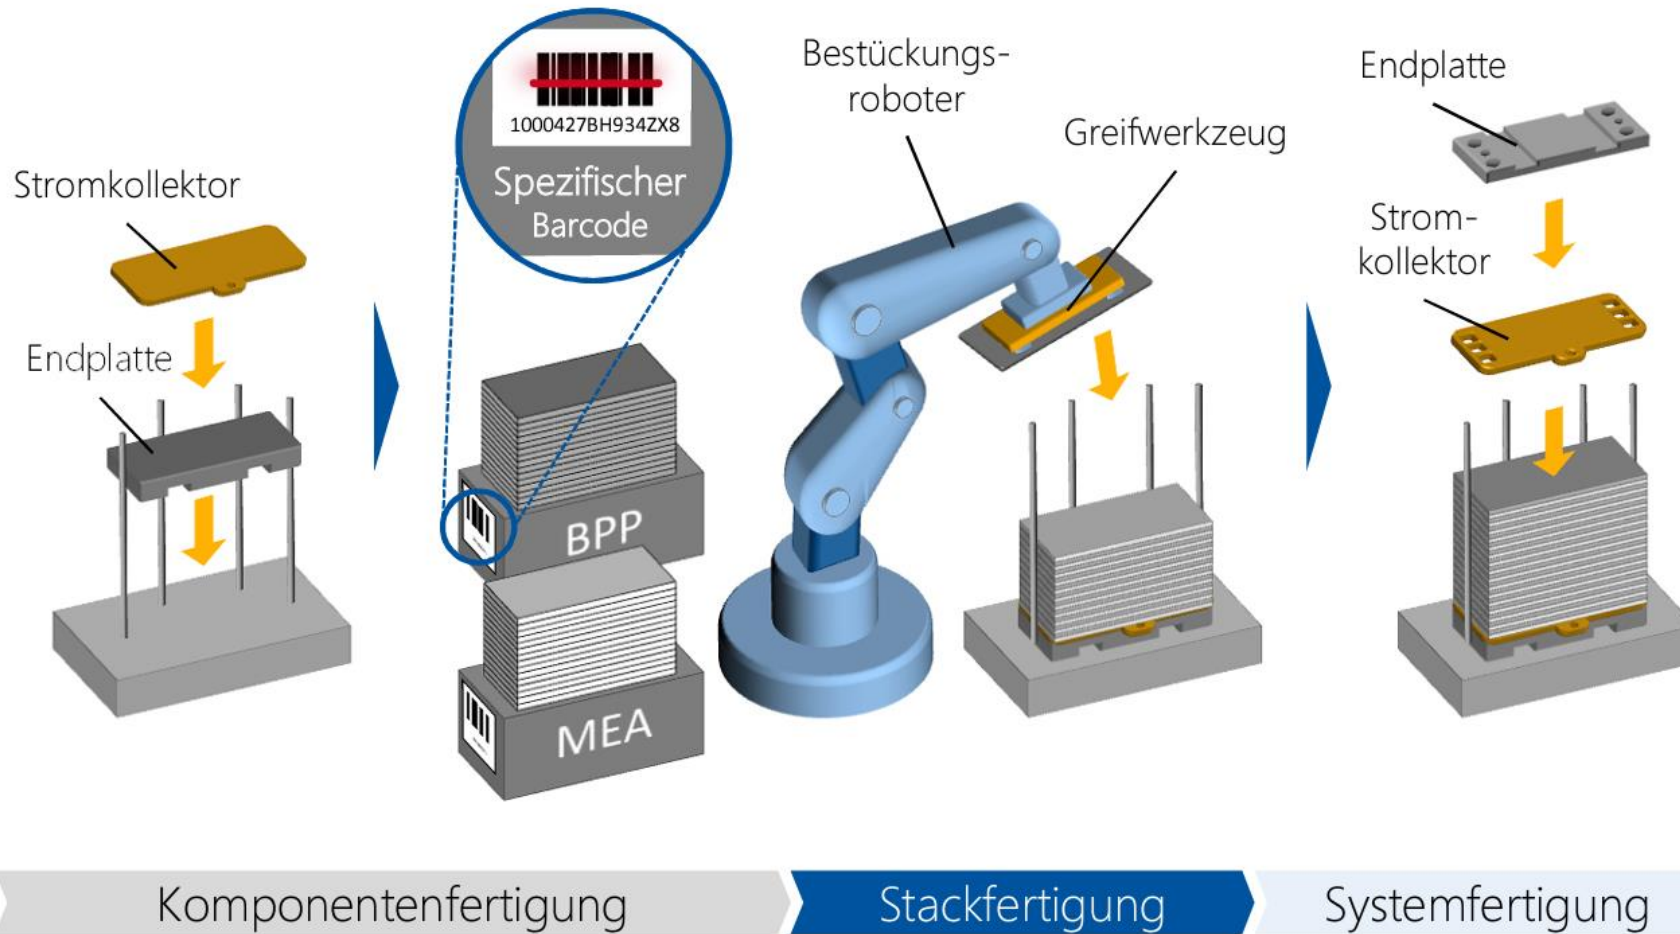 Stromkollektor
Endplatte
1000427BH934ZX8
Spezifischer
Barcode
BPP
MEA
Bestückungs-
roboter
Greifwerkzeug
Endplatte
Strom-
kollektor
Komponentenfertigung
Stackfertigung
Systemfertigung